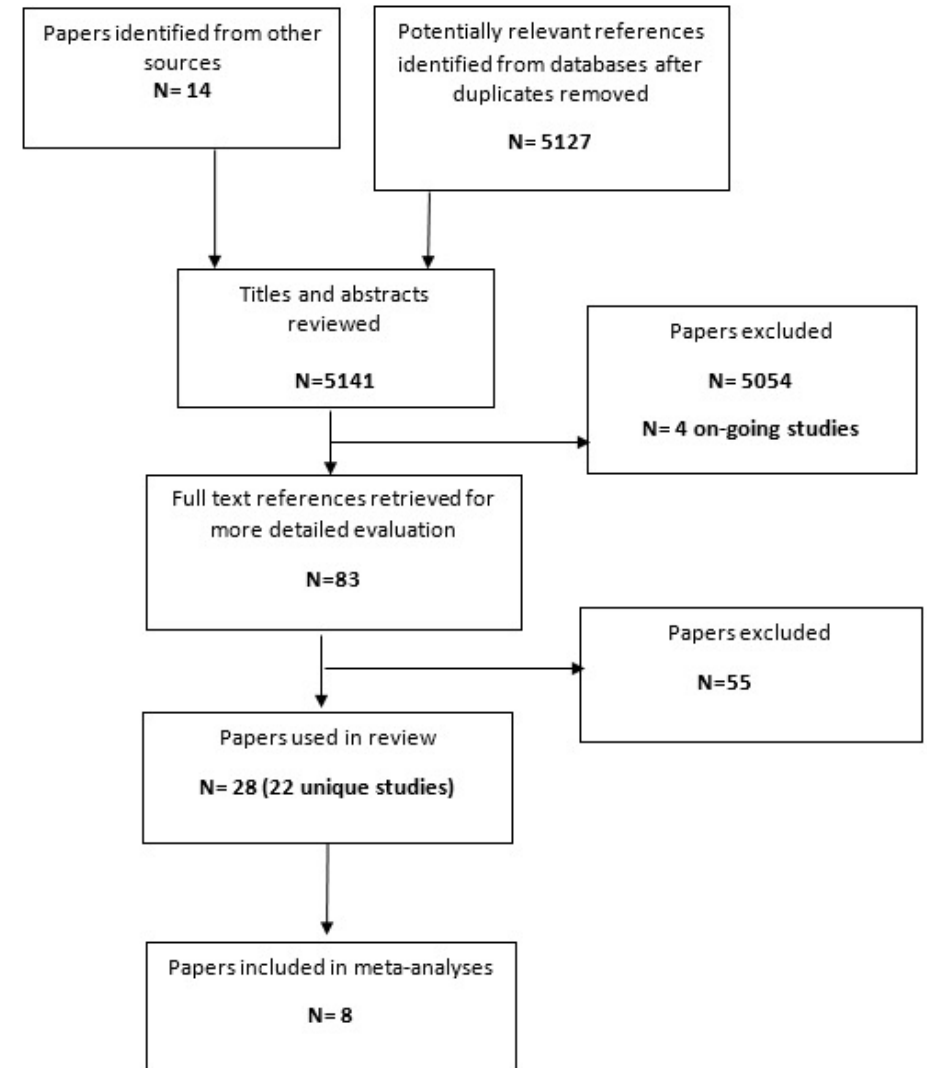 Papers identified from other
sources
N= 14
Potentially relevant references
identified from databases after
duplicates removed
N= 5127
Titles and abstracts
reviewed
N=5141
Papers excluded
N= 5054
N= 4 on-going studies
Full text references retrieved for
more detailed evaluation
N=83
Papers excluded
N=55
Papers used in review
N= 28 (22 unique studies)
Papers included in meta-analyses
N= 8